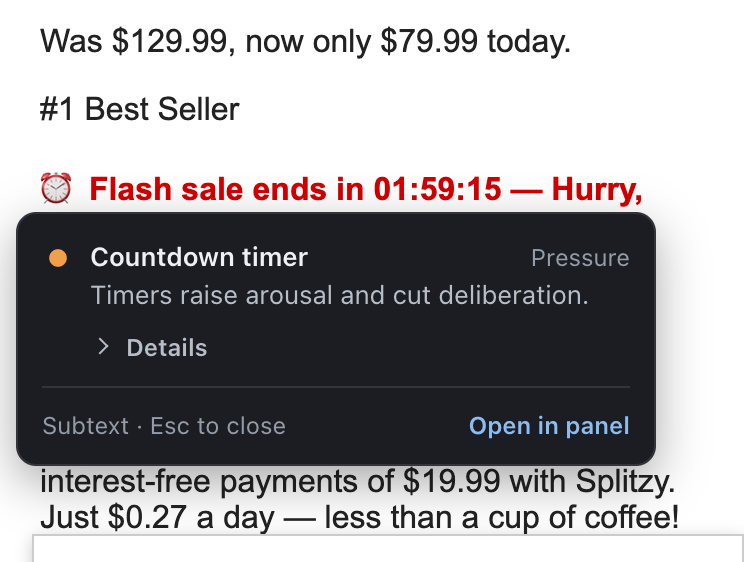 Was $129.99, now only $79.99 today.
#1 Best Seller
⏰ Flash sale ends in 01:59:15 — Hurry,
Countdown timer Pressure
Timers raise arousal and cut deliberation.
> Details
Subtext · Esc to close Open in panel
interest-free payments of $19.99 with Splitzy.
Just $0.27 a day — less than a cup of coffee!